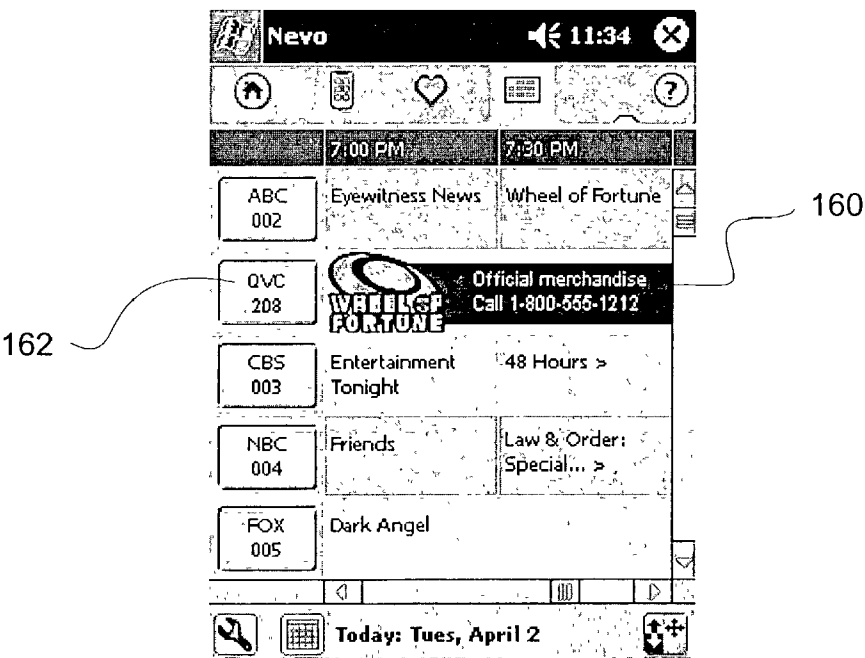 Nevo 11:34
?
7:00 PM 7:30 PM
ABC
002
Eyewitness News
Wheel of Fortune
160
QVC
208
WHEEL OF
FORTUNE
Official merchandise
Call 1-800-555-1212
162
CBS
003
Entertainment
Tonight
48 Hours >
NBC
004
Friends
Law & Order:
Special... >
FOX
005
Dark Angel
Today: Tues, April 2